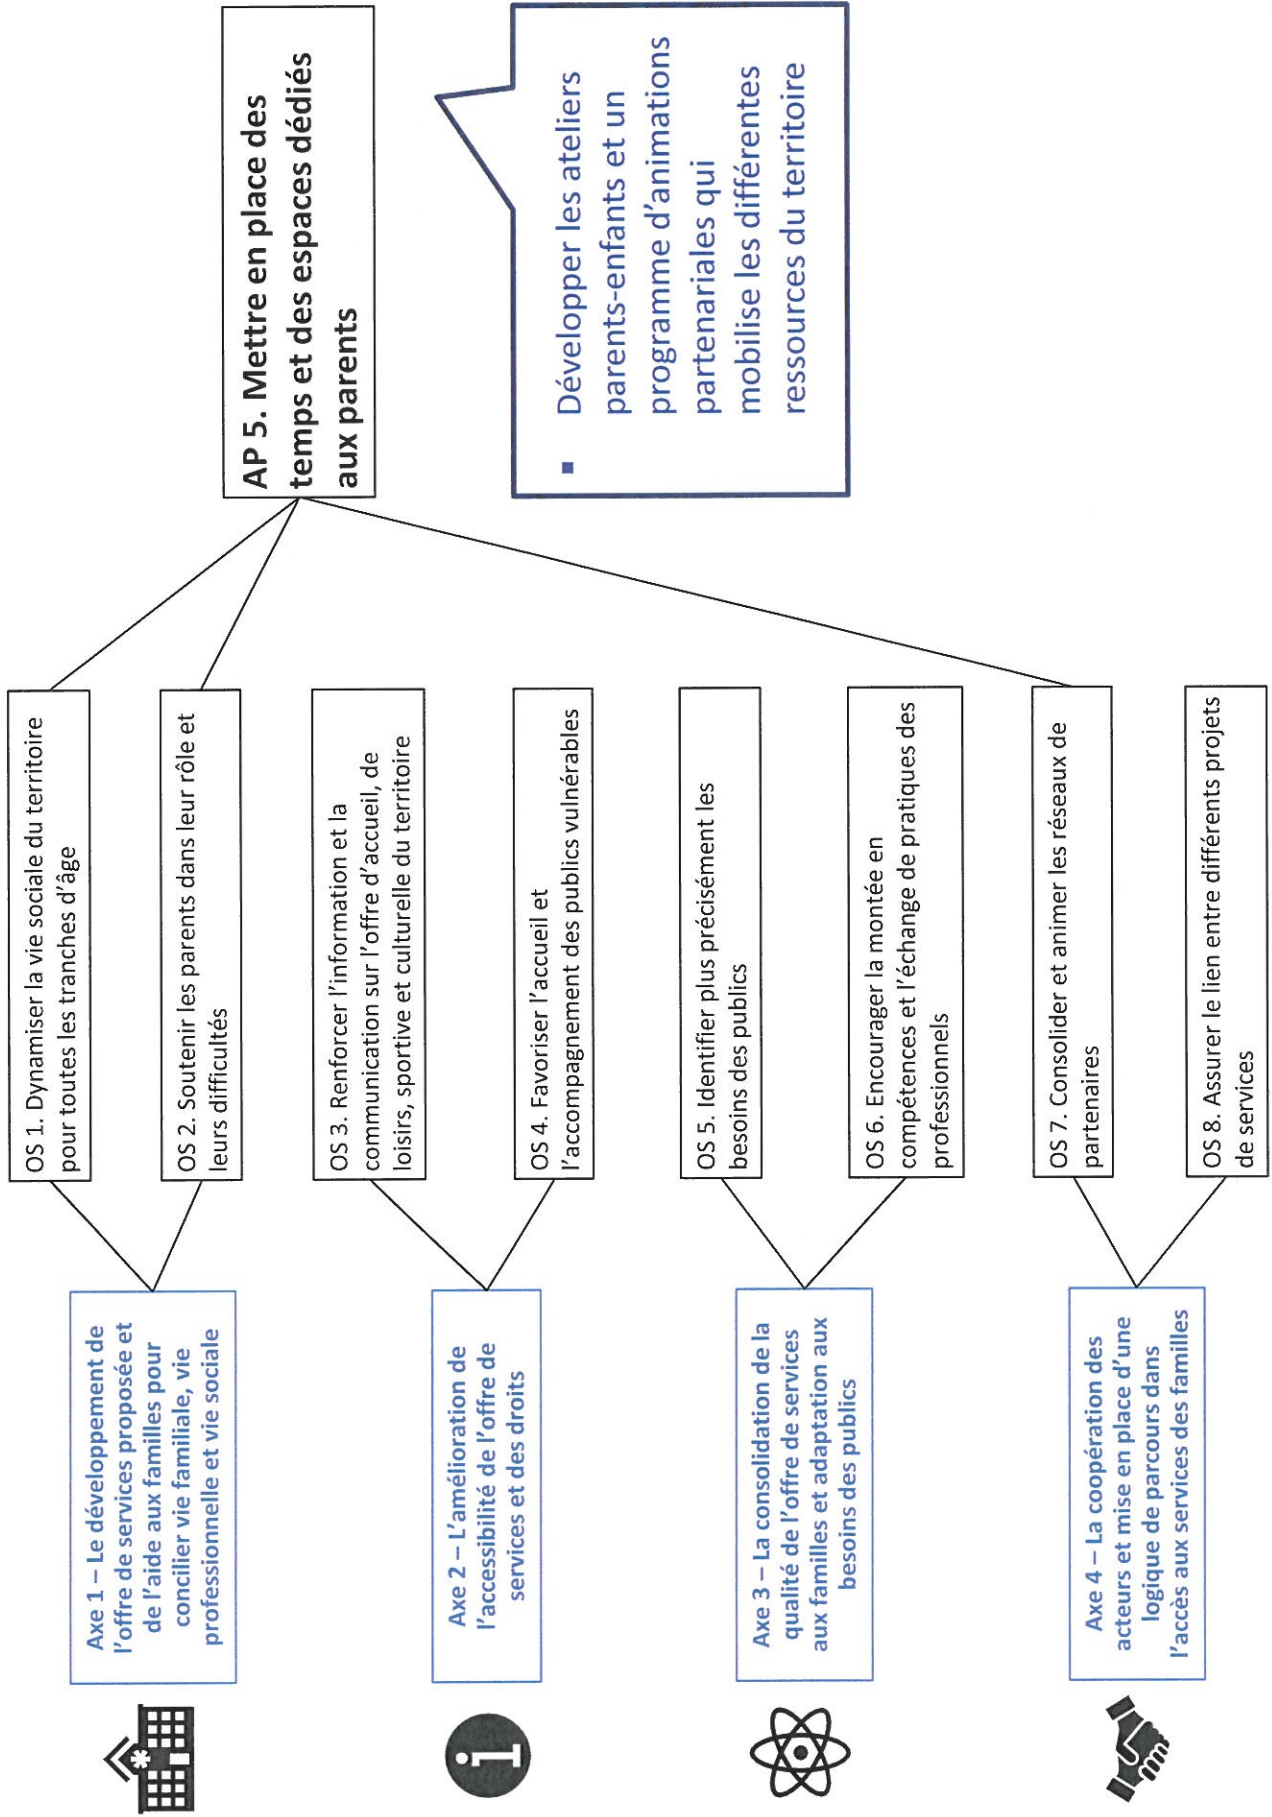 Axe 1 – Le développement de
l'offre de services proposée et
de l'aide aux familles pour
concilier vie familiale, vie
professionnelle et vie sociale
OS 1. Dynamiser la vie sociale du territoire
pour toutes les tranches d'âge
OS 2. Soutenir les parents dans leur rôle et
leurs difficultés
Axe 2 – L'amélioration de
l'accessibilité de l'offre de
services et des droits
OS 3. Renforcer l'information et la
communication sur l'offre d'accueil, de
loisirs, sportive et culturelle du territoire
OS 4. Favoriser l'accueil et
l'accompagnement des publics vulnérables
Axe 3 – La consolidation de la
qualité de l'offre de services
aux familles et adaptation aux
besoins des publics
OS 5. Identifier plus précisément les
besoins des publics
OS 6. Encourager la montée en
compétences et l'échange de pratiques des
professionnels
Axe 4 – La coopération des
acteurs et mise en place d'une
logique de parcours dans
l'accès aux services des familles
OS 7. Consolider et animer les réseaux de
partenaires
OS 8. Assurer le lien entre différents projets
de services
AP 5. Mettre en place des
temps et des espaces dédiés
aux parents
▪ Développer les ateliers
parents-enfants et un
programme d'animations
partenariales qui
mobilise les différentes
ressources du territoire